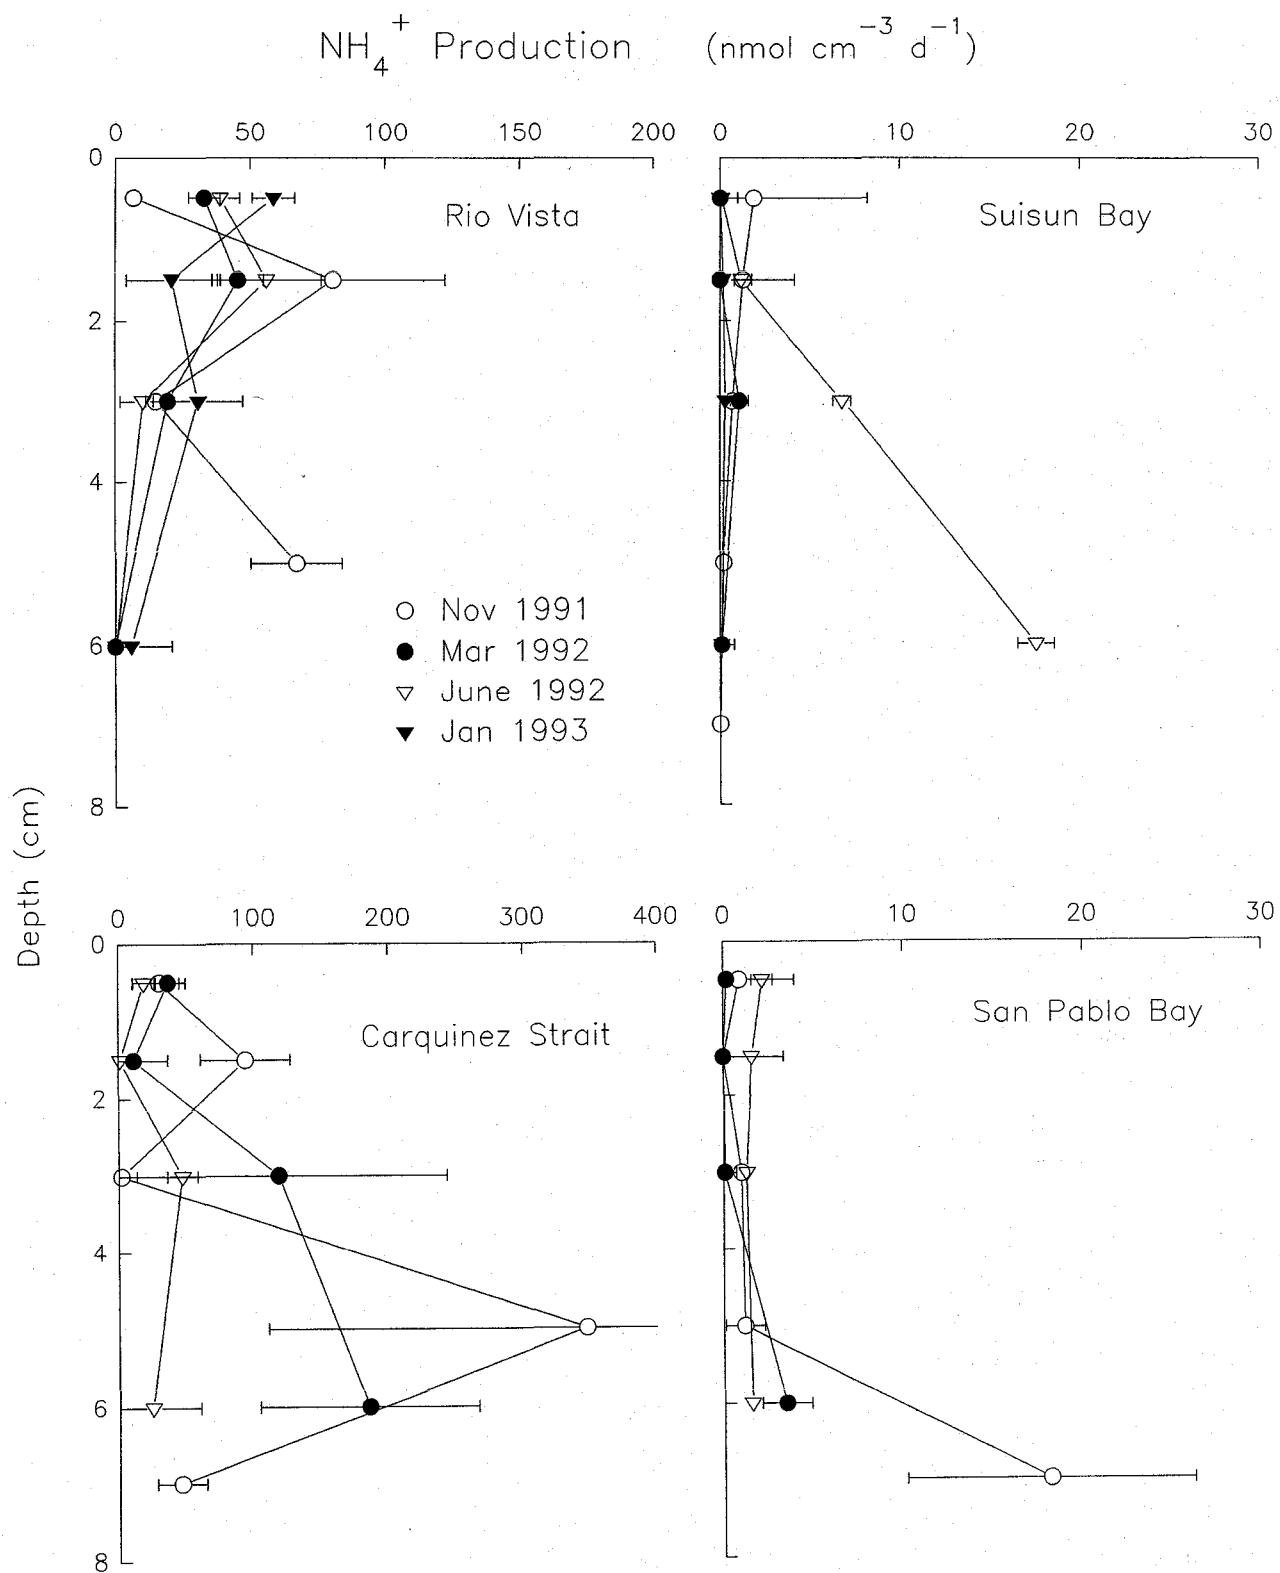 NH4+ Production (nmol cm−3 d−1)
0 50 100 150 200
0 10 20 30
0
2
4
6
8
Rio Vista
Suisun Bay
Nov 1991
Mar 1992
June 1992
Jan 1993
Depth (cm)
0 100 200 300 400
0 10 20 30
0
2
4
6
8
Carquinez Strait
San Pablo Bay